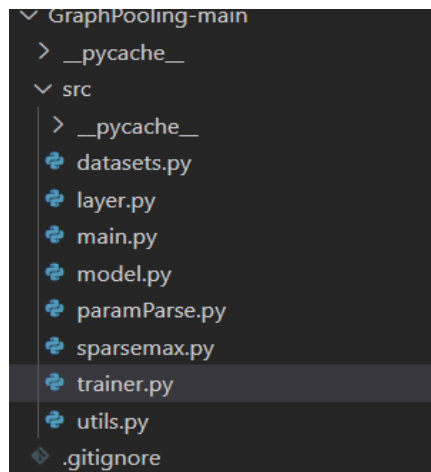 GraphPooling-main
__pycache__
src
__pycache__
datasets.py
layer.py
main.py
model.py
paramParse.py
sparsemax.py
trainer.py
utils.py
.gitignore